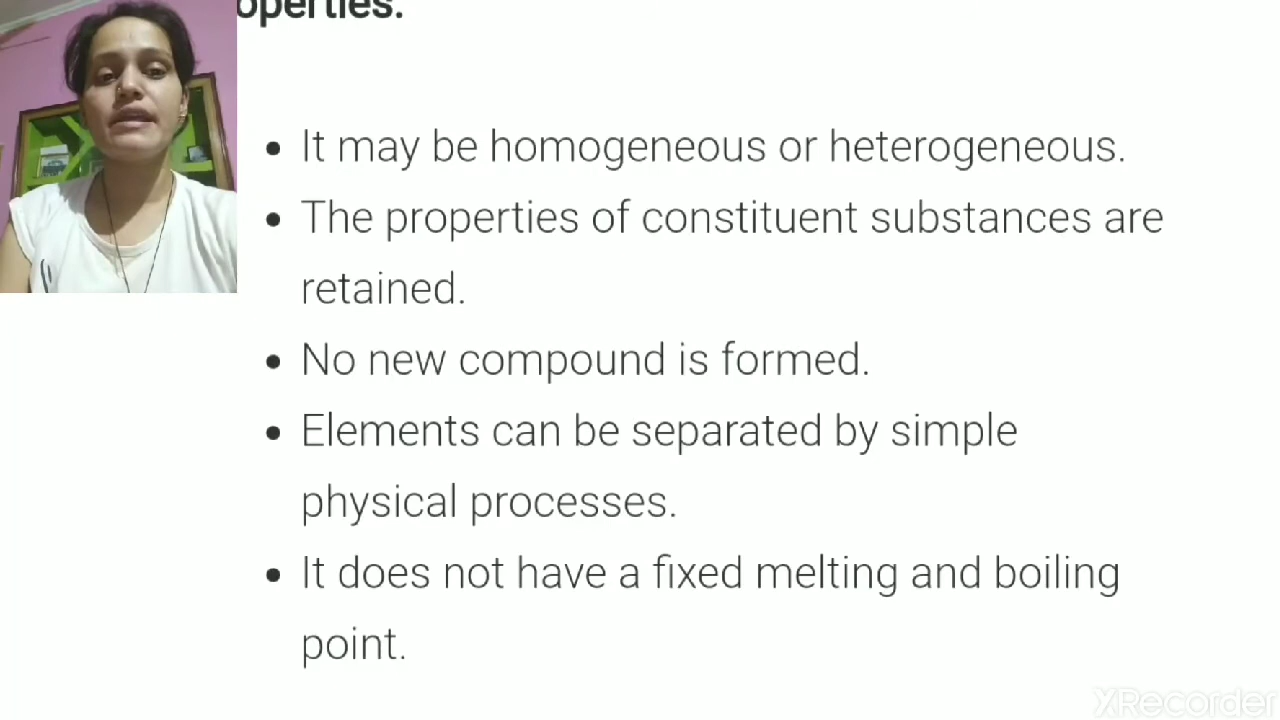 operties:
It may be homogeneous or heterogeneous.
The properties of constituent substances are
retained.
No new compound is formed.
Elements can be separated by simple
physical processes.
It does not have a fixed melting and boiling
point.
XRecorder